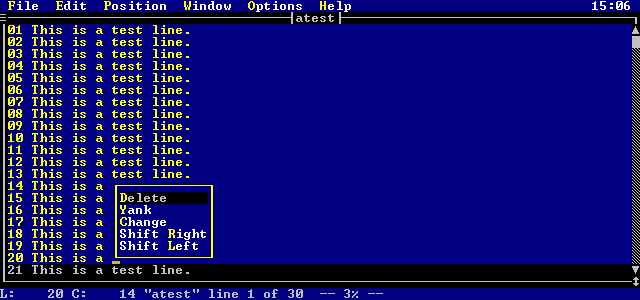 File Edit Position Window Options Help 15:06
atest
01 This is a test line.
02 This is a test line.
03 This is a test line.
04 This is a test line.
05 This is a test line.
06 This is a test line.
07 This is a test line.
08 This is a test line.
09 This is a test line.
10 This is a test line.
11 This is a test line.
12 This is a test line.
13 This is a test line.
14 This is a
15 This is a Delete
16 This is a Yank
17 This is a Change
18 This is a Shift Right
19 This is a Shift Left
20 This is a _
21 This is a test line.
L: 20 C: 14 "atest" line 1 of 30 -- 3% --